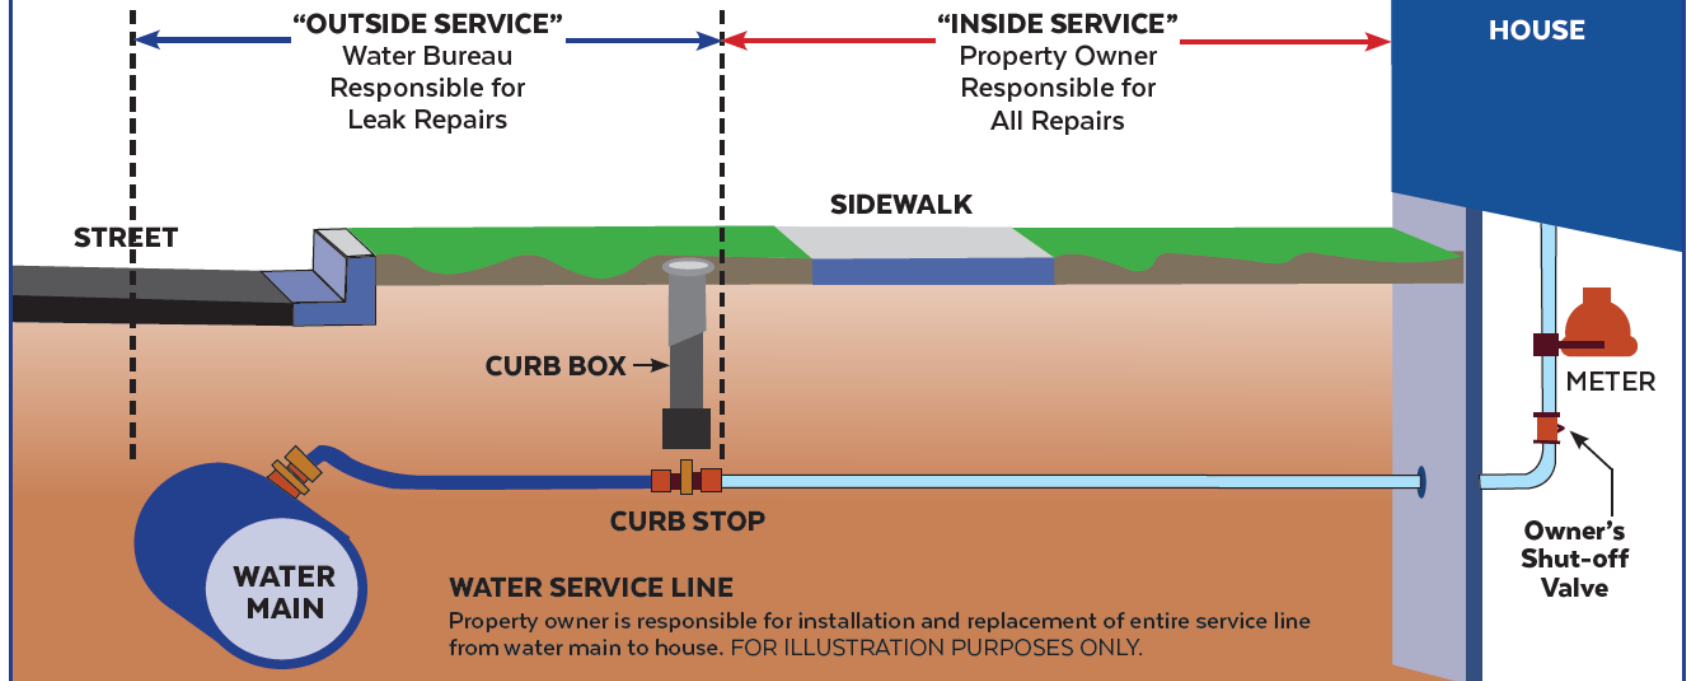 “OUTSIDE SERVICE”
Water Bureau
Responsible for
Leak Repairs
“INSIDE SERVICE”
Property Owner
Responsible for
All Repairs
HOUSE
STREET
SIDEWALK
CURB BOX
METER
CURB STOP
Owner’s
Shut-off
Valve
WATER
MAIN
WATER SERVICE LINE
Property owner is responsible for installation and replacement of entire service line
from water main to house. FOR ILLUSTRATION PURPOSES ONLY.